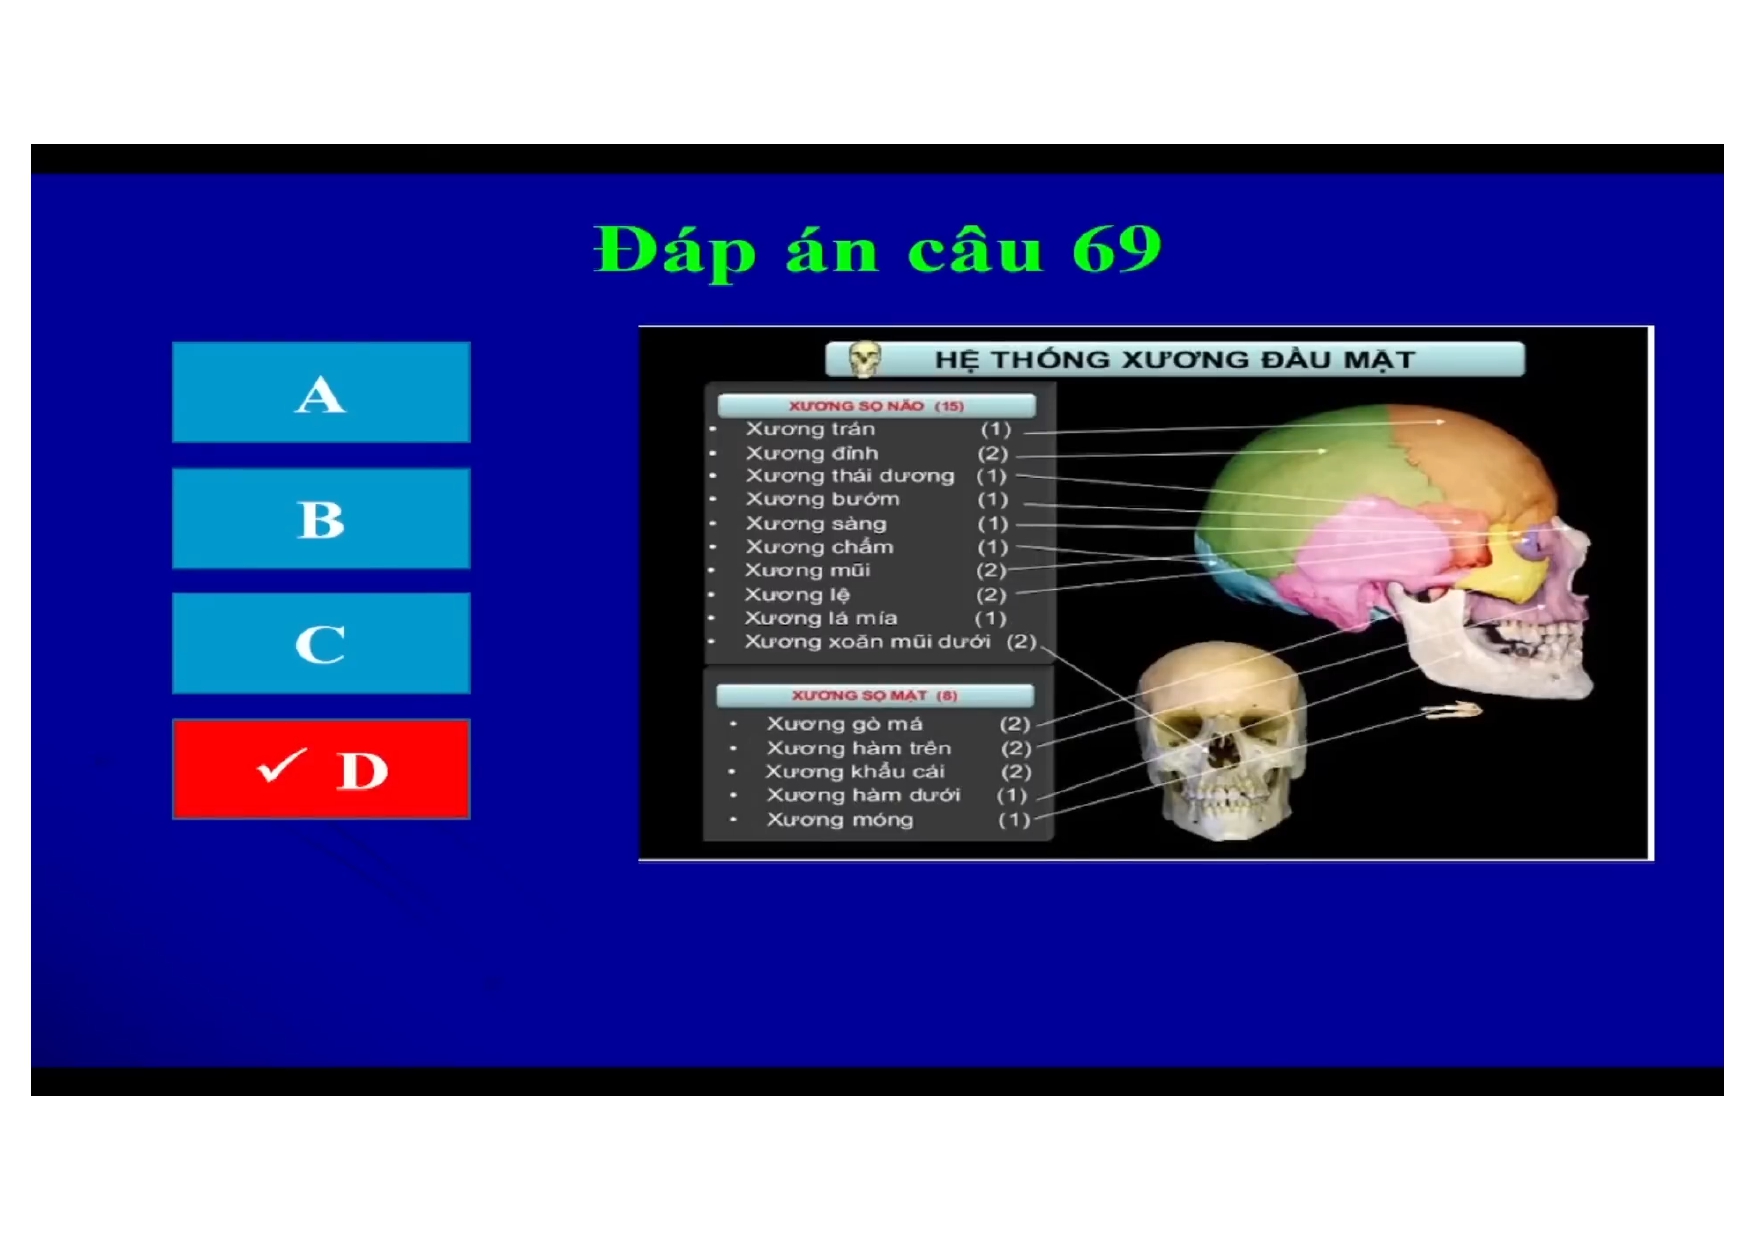 Đáp án câu 69
A
B
C
✓ D
HỆ THỐNG XƯƠNG ĐẦU MẶT
XƯƠNG SỌ NÃO (15)
• Xương trán (1)
• Xương đỉnh (2)
• Xương thái dương (1)
• Xương bướm (1)
• Xương sàng (1)
• Xương chẩm (1)
• Xương mũi (2)
• Xương lệ (2)
• Xương lá mía (1)
• Xương xoăn mũi dưới (2)
XƯƠNG SỌ MẶT (8)
• Xương gò má (2)
• Xương hàm trên (2)
• Xương khẩu cái (2)
• Xương hàm dưới (1)
• Xương móng (1)